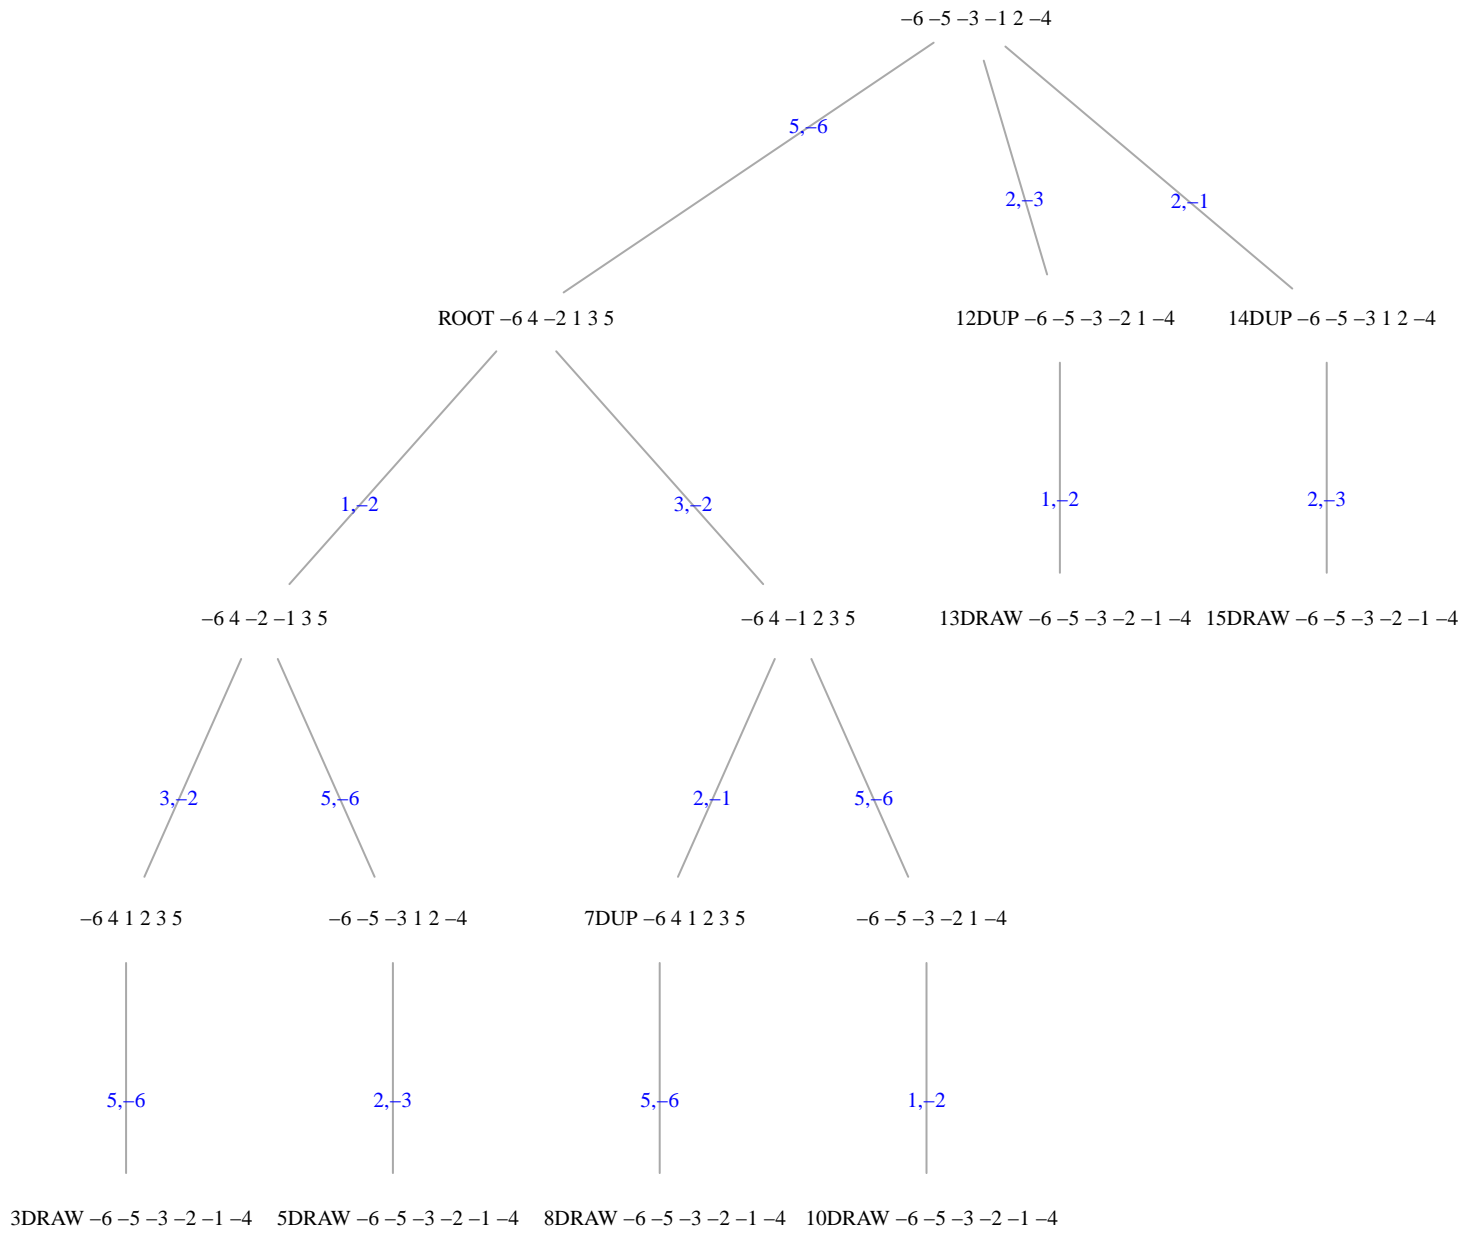 −6 −5 −3 −1 2 −4
5,−6
2,−3
2,−1
ROOT −6 4 −2 1 3 5
12DUP −6 −5 −3 −2 1 −4
14DUP −6 −5 −3 1 2 −4
1,−2
3,−2
1,−2
2,−3
−6 4 −2 −1 3 5
−6 4 −1 2 3 5
13DRAW −6 −5 −3 −2 −1 −4
15DRAW −6 −5 −3 −2 −1 −4
3,−2
5,−6
2,−1
5,−6
−6 4 1 2 3 5
−6 −5 −3 1 2 −4
7DUP −6 4 1 2 3 5
−6 −5 −3 −2 1 −4
5,−6
2,−3
5,−6
1,−2
3DRAW −6 −5 −3 −2 −1 −4
5DRAW −6 −5 −3 −2 −1 −4
8DRAW −6 −5 −3 −2 −1 −4
10DRAW −6 −5 −3 −2 −1 −4